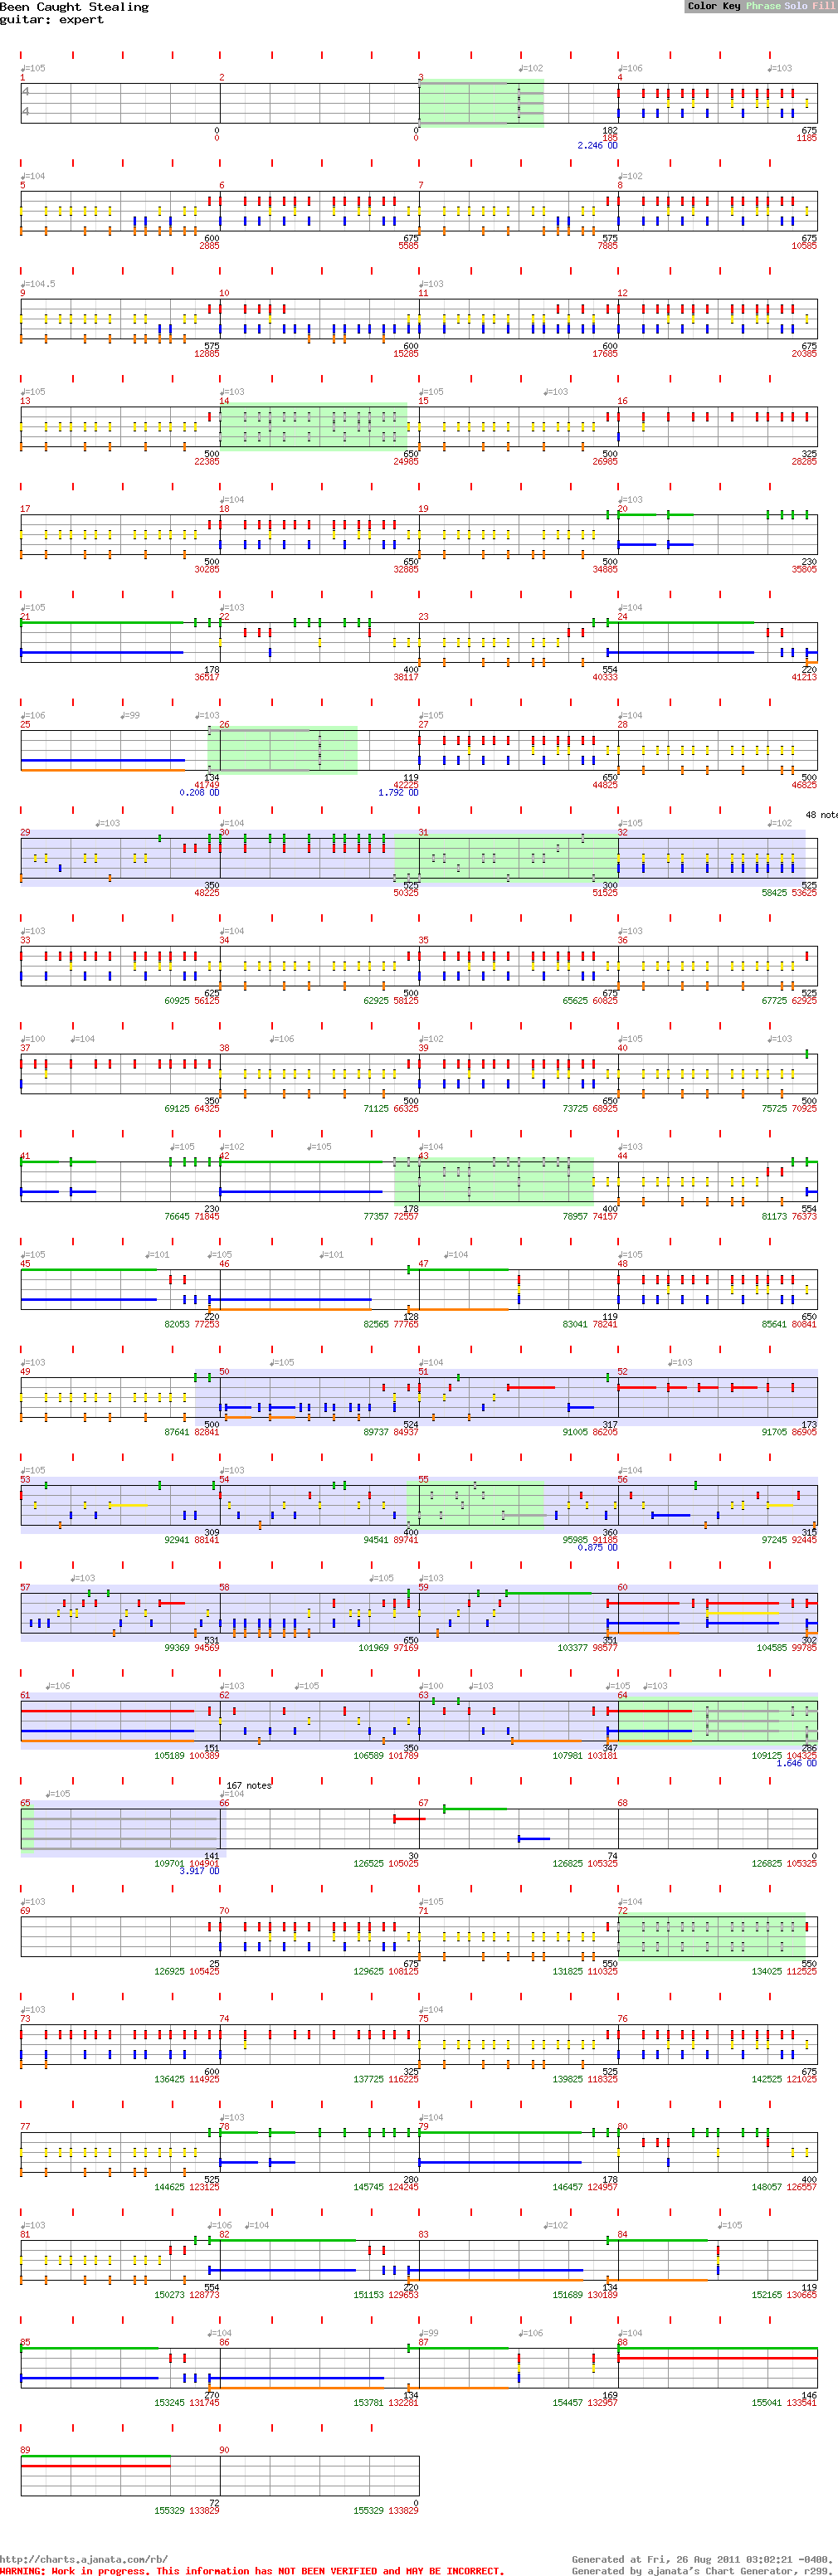 Been Caught Stealing
Color Key Phrase Solo Fill
guitar: expert
♩=105 ♩=102 ♩=106 ♩=103
1 2 3 4
4
4
0 0 182 675
0 0 185 1185
2.246 OD
♩=104 ♩=102
5 6 7 8
600 675 575 675
2885 5585 7885 10585
♩=104.5 ♩=103
9 10 11 12
575 600 600 675
12885 15285 17685 20385
♩=105 ♩=103 ♩=105 ♩=103
13 14 15 16
500 650 500 325
22385 24985 26985 28285
♩=104 ♩=103
17 18 19 20
500 650 500 230
30285 32885 34885 35805
♩=105 ♩=103 ♩=104
21 22 23 24
178 400 554 220
36517 38117 40333 41213
♩=106 ♩=99 ♩=103 ♩=105 ♩=104
25 26 27 28
134 119 650 500
41749 42225 44825 46825
0.208 OD 1.792 OD
♩=103 ♩=104 ♩=105 ♩=102
48 note
29 30 31 32
350 525 300 525
48225 50325 51525 58425 53625
♩=103 ♩=104 ♩=103
33 34 35 36
625 500 675 525
60925 56125 62925 58125 65625 60825 67725 62925
♩=100 ♩=104 ♩=106 ♩=102 ♩=105 ♩=103
37 38 39 40
350 500 650 500
69125 64325 71125 66325 73725 68925 75725 70925
♩=105 ♩=102 ♩=105 ♩=104 ♩=103
41 42 43 44
230 178 400 554
76645 71845 77357 72557 78957 74157 81173 76373
♩=105 ♩=101 ♩=105 ♩=101 ♩=104 ♩=105
45 46 47 48
220 128 119 650
82053 77253 82565 77765 83041 78241 85641 80841
♩=103 ♩=105 ♩=104 ♩=103
49 50 51 52
500 524 317 173
87641 82841 89737 84937 91005 86205 91705 86905
♩=105 ♩=103 ♩=104
53 54 55 56
309 400 360 315
92941 88141 94541 89741 95985 91185 97245 92445
0.875 OD
♩=103 ♩=105 ♩=103
57 58 59 60
531 650 351 302
99369 94569 101969 97169 103377 98577 104585 99785
♩=106 ♩=103 ♩=105 ♩=100 ♩=103 ♩=105 ♩=103
61 62 63 64
151 350 347 286
105189 100389 106589 101789 107981 103181 109125 104325
1.646 OD
167 notes
♩=105 ♩=104
65 66 67 68
141 30 74 0
109701 104901 126525 105025 126825 105325 126825 105325
3.917 OD
♩=103 ♩=105 ♩=104
69 70 71 72
25 675 550 550
126925 105425 129625 108125 131825 110325 134025 112525
♩=103 ♩=104
73 74 75 76
600 325 525 675
136425 114925 137725 116225 139825 118325 142525 121025
♩=103 ♩=104
77 78 79 80
525 280 178 400
144625 123125 145745 124245 146457 124957 148057 126557
♩=103 ♩=106 ♩=104 ♩=102 ♩=105
81 82 83 84
554 220 134 119
150273 128773 151153 129653 151689 130189 152165 130665
♩=104 ♩=99 ♩=106 ♩=104
85 86 87 88
270 134 169 146
153245 131745 153781 132281 154457 132957 155041 133541
89 90
72 0
155329 133829 155329 133829
http://charts.ajanata.com/rb/
Generated at Fri, 26 Aug 2011 03:02:21 -0400.
WARNING: Work in progress. This information has NOT BEEN VERIFIED and MAY BE INCORRECT.
Generated by ajanata's Chart Generator, r299.